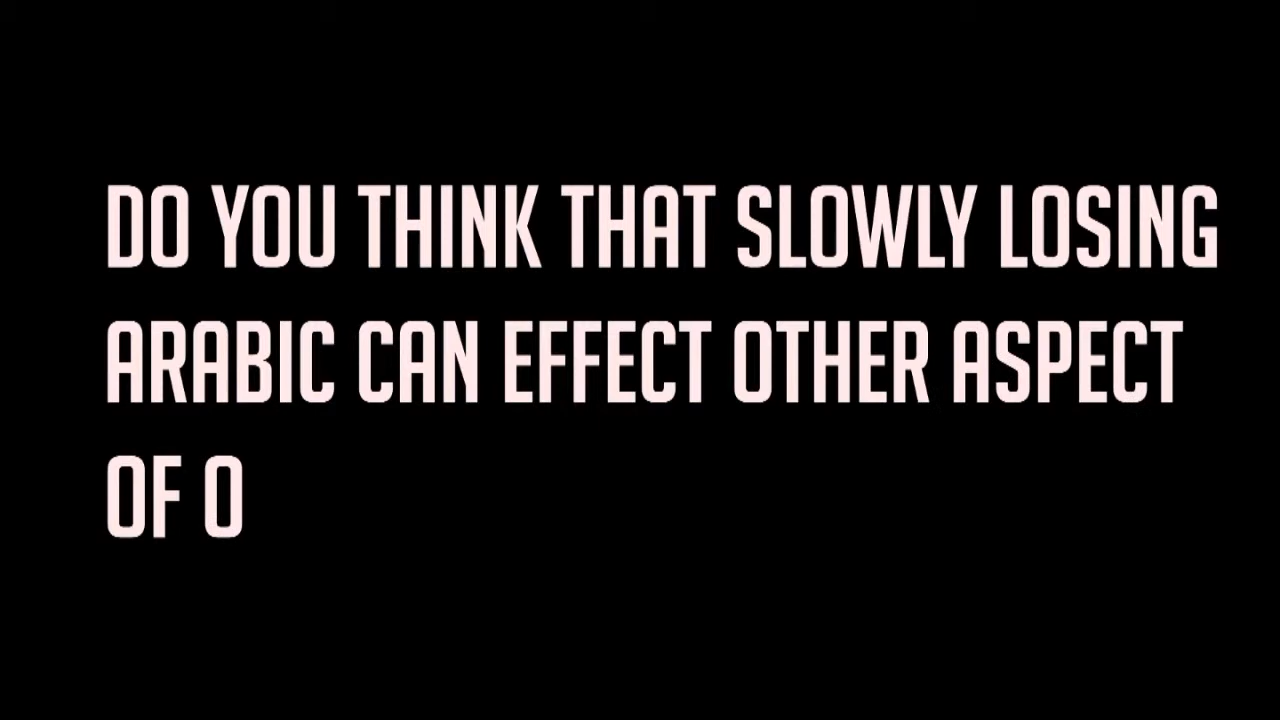 DO YOU THINK THAT SLOWLY LOSING
ARABIC CAN EFFECT OTHER ASPECT
OF O